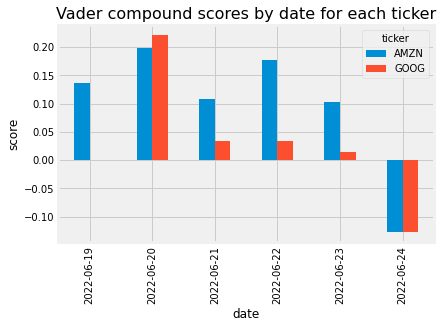 Vader compound scores by date for each ticker
ticker
AMZN
GOOG
score
0.20
0.15
0.10
0.05
0.00
−0.05
−0.10
2022-06-19
2022-06-20
2022-06-21
2022-06-22
2022-06-23
2022-06-24
date